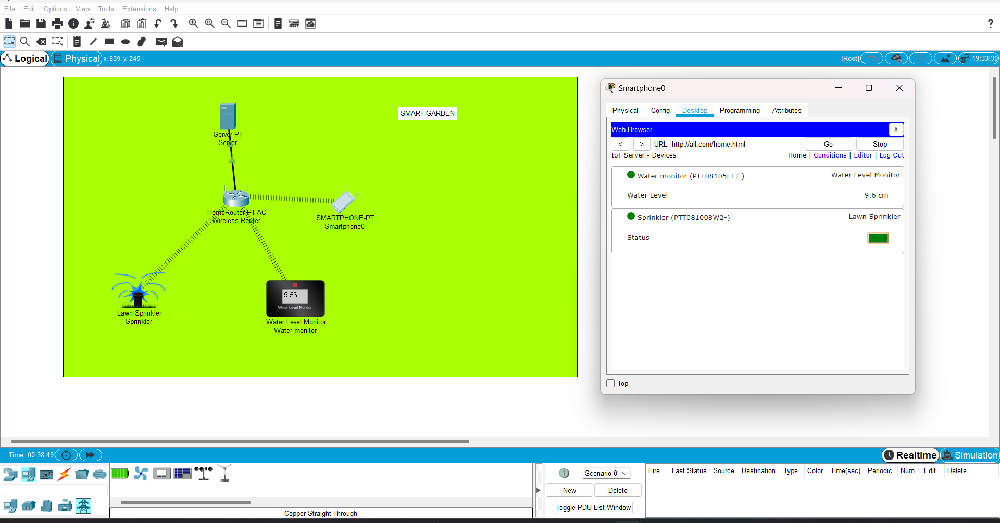 File Edit Options View Tools Extensions Help
?
Logical Physical x: 839, y: 245 [Root] 19:33:30
SMART GARDEN
Server-PT
Server
HomeRouter-PT-AC
Wireless Router
SMARTPHONE-PT
Smartphone0
Lawn Sprinkler
Sprinkler
9.56
Water Level Monitor
Water Level Monitor
Water monitor
Smartphone0
Physical Config Desktop Programming Attributes
Web Browser X
< > URL http://all.com/home.html Go Stop
IoT Server - Devices Home | Conditions | Editor | Log Out
Water monitor (PTT08105EFJ-) Water Level Monitor
Water Level 9.6 cm
Sprinkler (PTT081008W2-) Lawn Sprinkler
Status
Top
Time: 00:38:49 Realtime Simulation
Scenario 0
New Delete
Toggle PDU List Window
Fire Last Status Source Destination Type Color Time(sec) Periodic Num Edit Delete
Copper Straight-Through